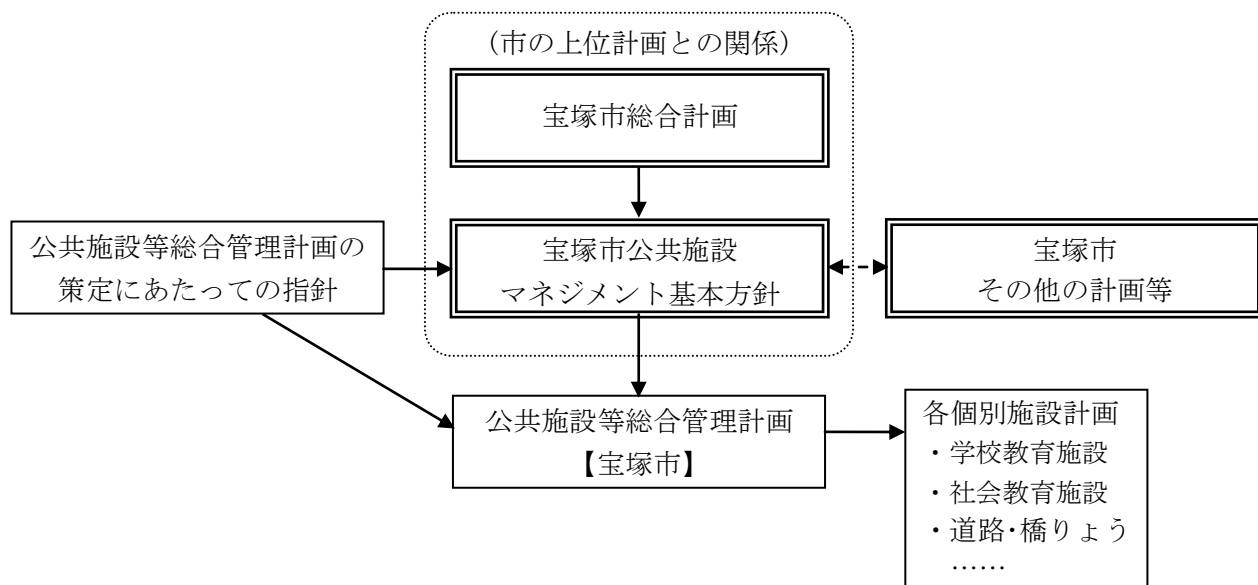 （市の上位計画との関係）
宝塚市総合計画
公共施設等総合管理計画の
策定にあたっての指針
宝塚市公共施設
マネジメント基本方針
宝塚市
その他の計画等
公共施設等総合管理計画
【宝塚市】
各個別施設計画
・学校教育施設
・社会教育施設
・道路・橋りょう
……